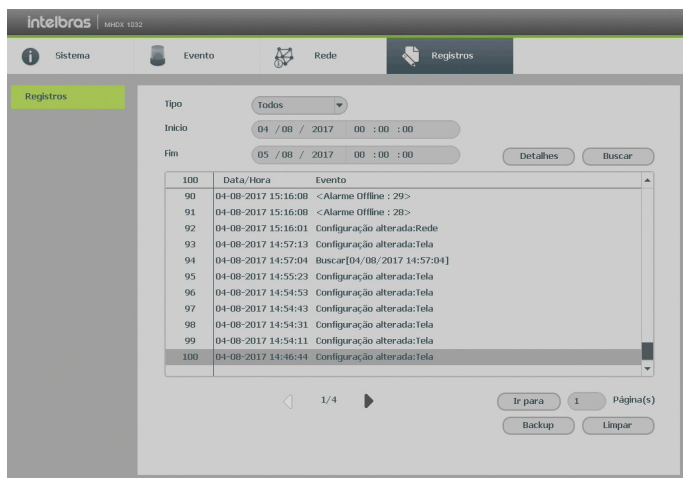 intelbras | MHDX 1032
Sistema Evento Rede Registros
Registros
Tipo Todos
Início 04 / 08 / 2017 00 : 00 : 00
Fim 05 / 08 / 2017 00 : 00 : 00 Detalhes Buscar
100 Data/Hora Evento
90 04-08-2017 15:16:08 <Alarme Offline : 29>
91 04-08-2017 15:16:08 <Alarme Offline : 28>
92 04-08-2017 15:16:01 Configuração alterada:Rede
93 04-08-2017 14:57:13 Configuração alterada:Tela
94 04-08-2017 14:57:04 Buscar[04/08/2017 14:57:04]
95 04-08-2017 14:55:23 Configuração alterada:Tela
96 04-08-2017 14:54:53 Configuração alterada:Tela
97 04-08-2017 14:54:43 Configuração alterada:Tela
98 04-08-2017 14:54:31 Configuração alterada:Tela
99 04-08-2017 14:54:11 Configuração alterada:Tela
100 04-08-2017 14:46:44 Configuração alterada:Tela
1/4 Ir para 1 Página(s)
Backup Limpar